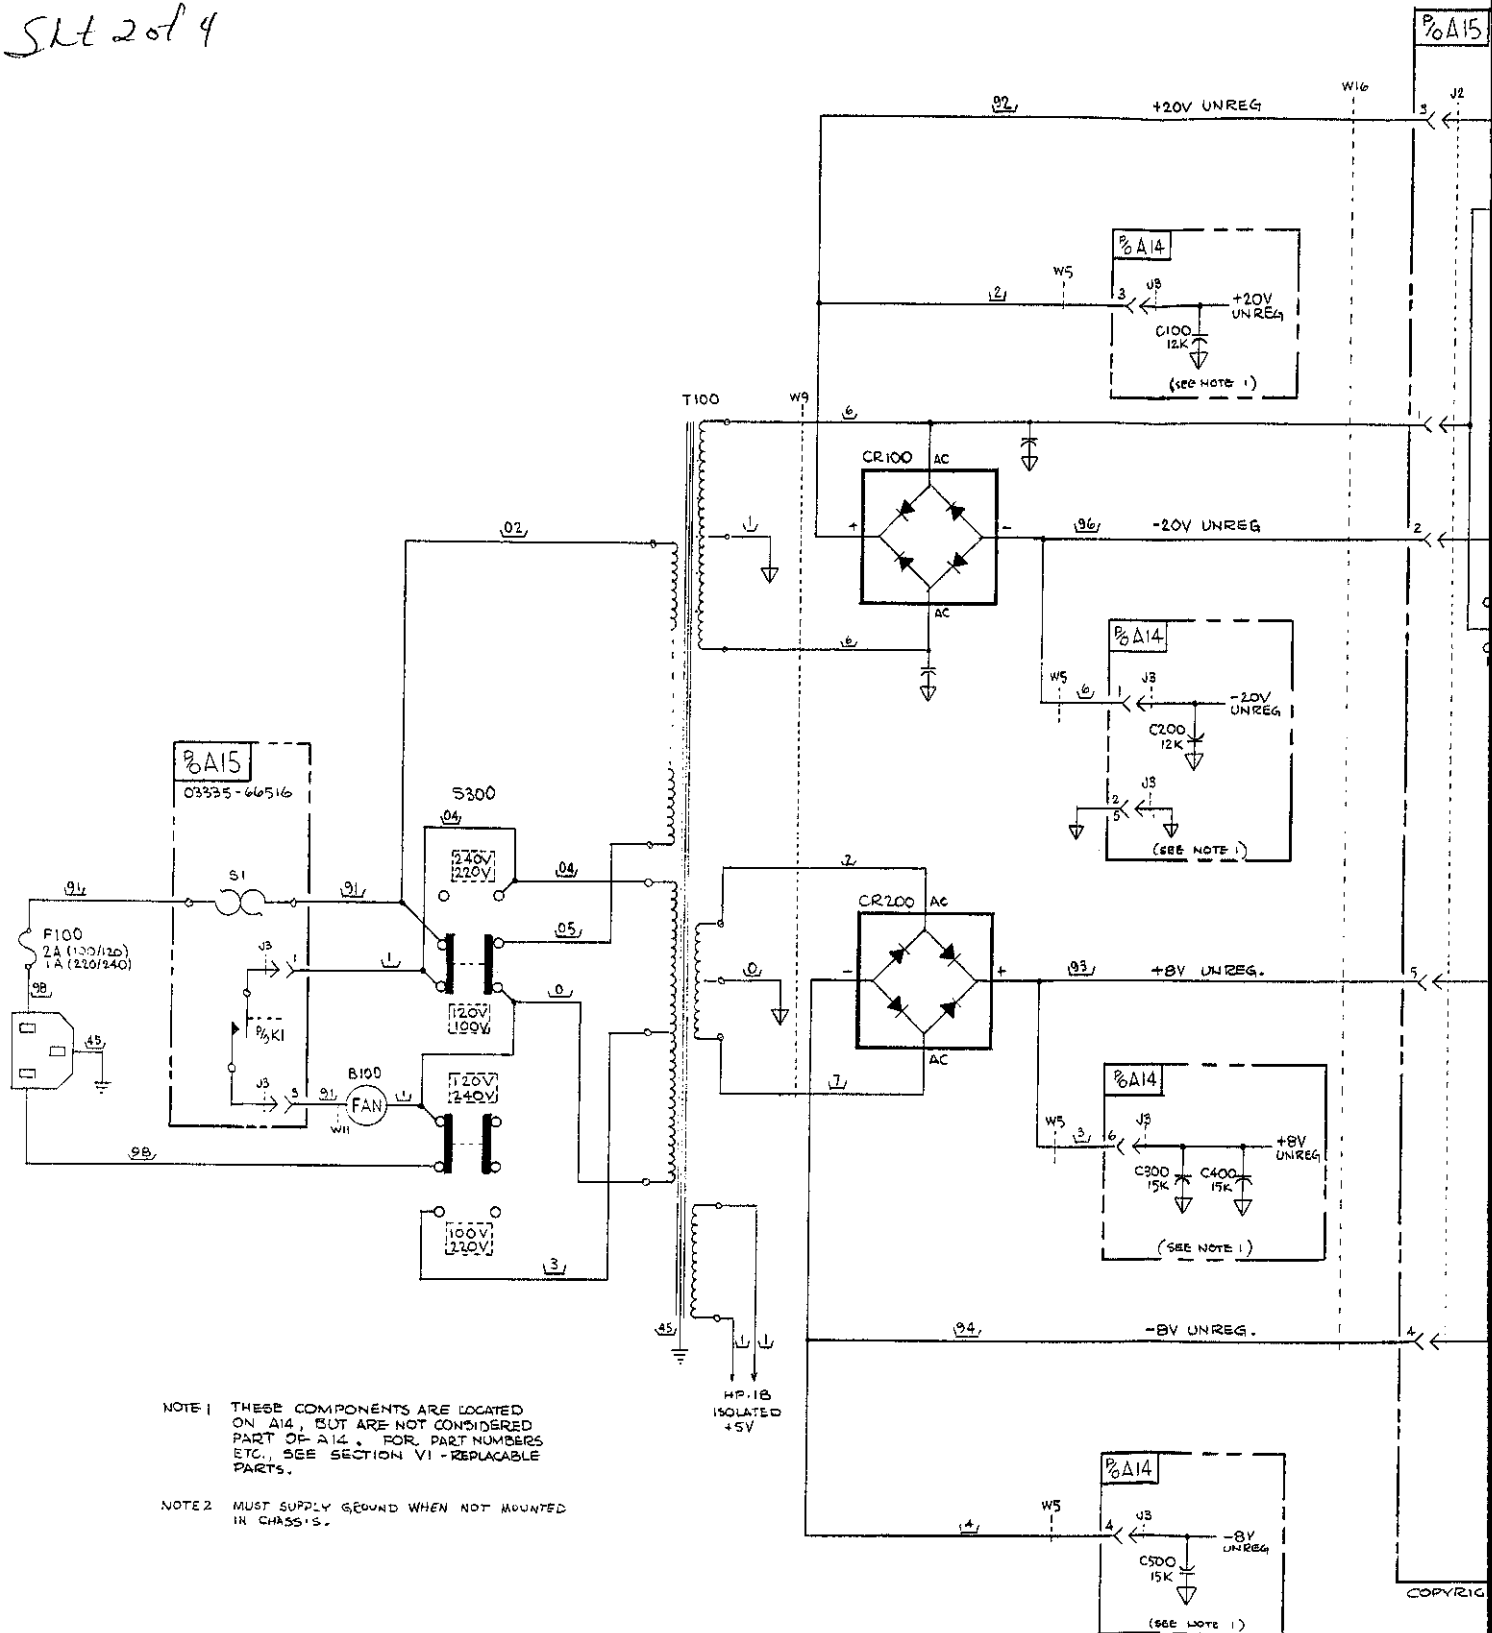 Sht 2 of 4
P/O A15
W16
J2
92
+20V UNREG
3
P/O A14
W5
2
3
J3
+20V
UNREG
C100
12K
(SEE NOTE 1)
T100
W9
6
1
CR100
AC
+
-
AC
1
96
-20V UNREG
2
02
6
P/O A14
W5
6
1
J3
-20V
UNREG
C200
12K
2
5
J3
(SEE NOTE 1)
P/O A15
03335-66516
S300
04
240V
220V
04
S1
91
91
F100
2A (100/120)
1A (220/240)
98
J3
1
1
05
0
120V
100V
P/O K1
45
J3
3
91
W11
B100
FAN
1
120V
240V
98
100V
220V
3
2
CR200
AC
-
+
AC
0
7
93
+8V UNREG.
5
P/O A14
W5
3
6
J3
+8V
UNREG
C300
15K
C400
15K
(SEE NOTE 1)
94
-8V UNREG.
4
45
1
1
HP-IB
ISOLATED
+5V
P/O A14
W5
4
4
J3
-8V
UNREG
C500
15K
(SEE NOTE 1)
COPYRIG
NOTE 1 THESE COMPONENTS ARE LOCATED
ON A14, BUT ARE NOT CONSIDERED
PART OF A14. FOR PART NUMBERS
ETC., SEE SECTION VI - REPLACABLE
PARTS.
NOTE 2 MUST SUPPLY GROUND WHEN NOT MOUNTED
IN CHASSIS.